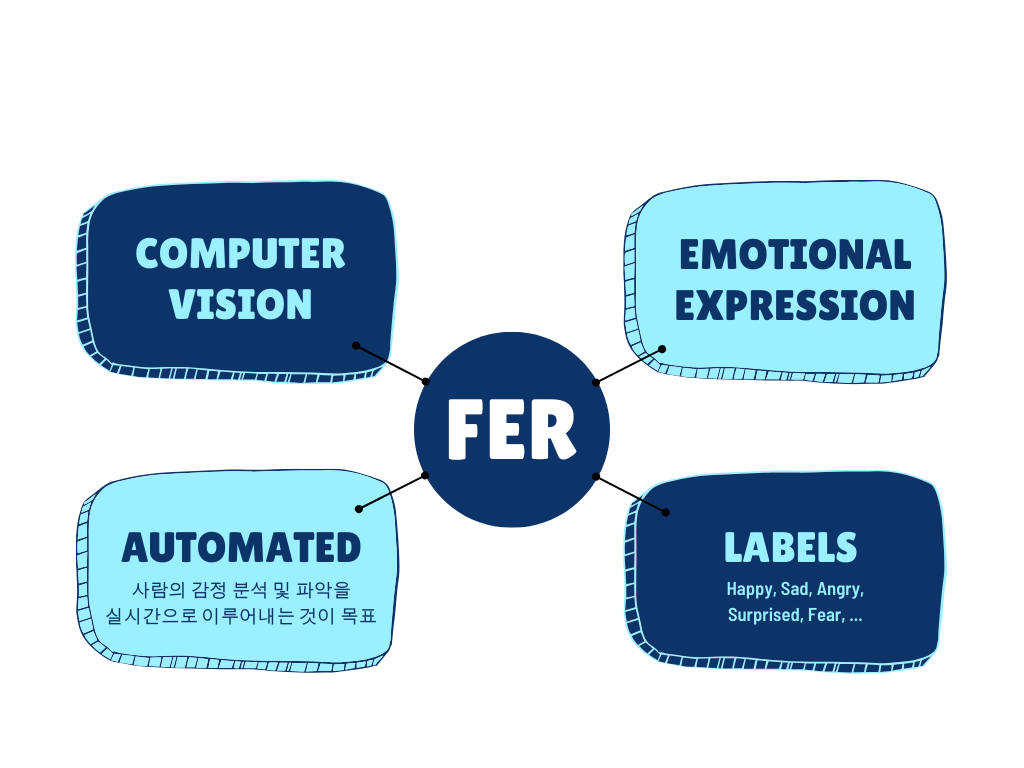 COMPUTER
VISION
EMOTIONAL
EXPRESSION
FER
AUTOMATED
사람의 감정 분석 및 파악을
실시간으로 이루어내는 것이 목표
LABELS
Happy, Sad, Angry,
Surprised, Fear, ...